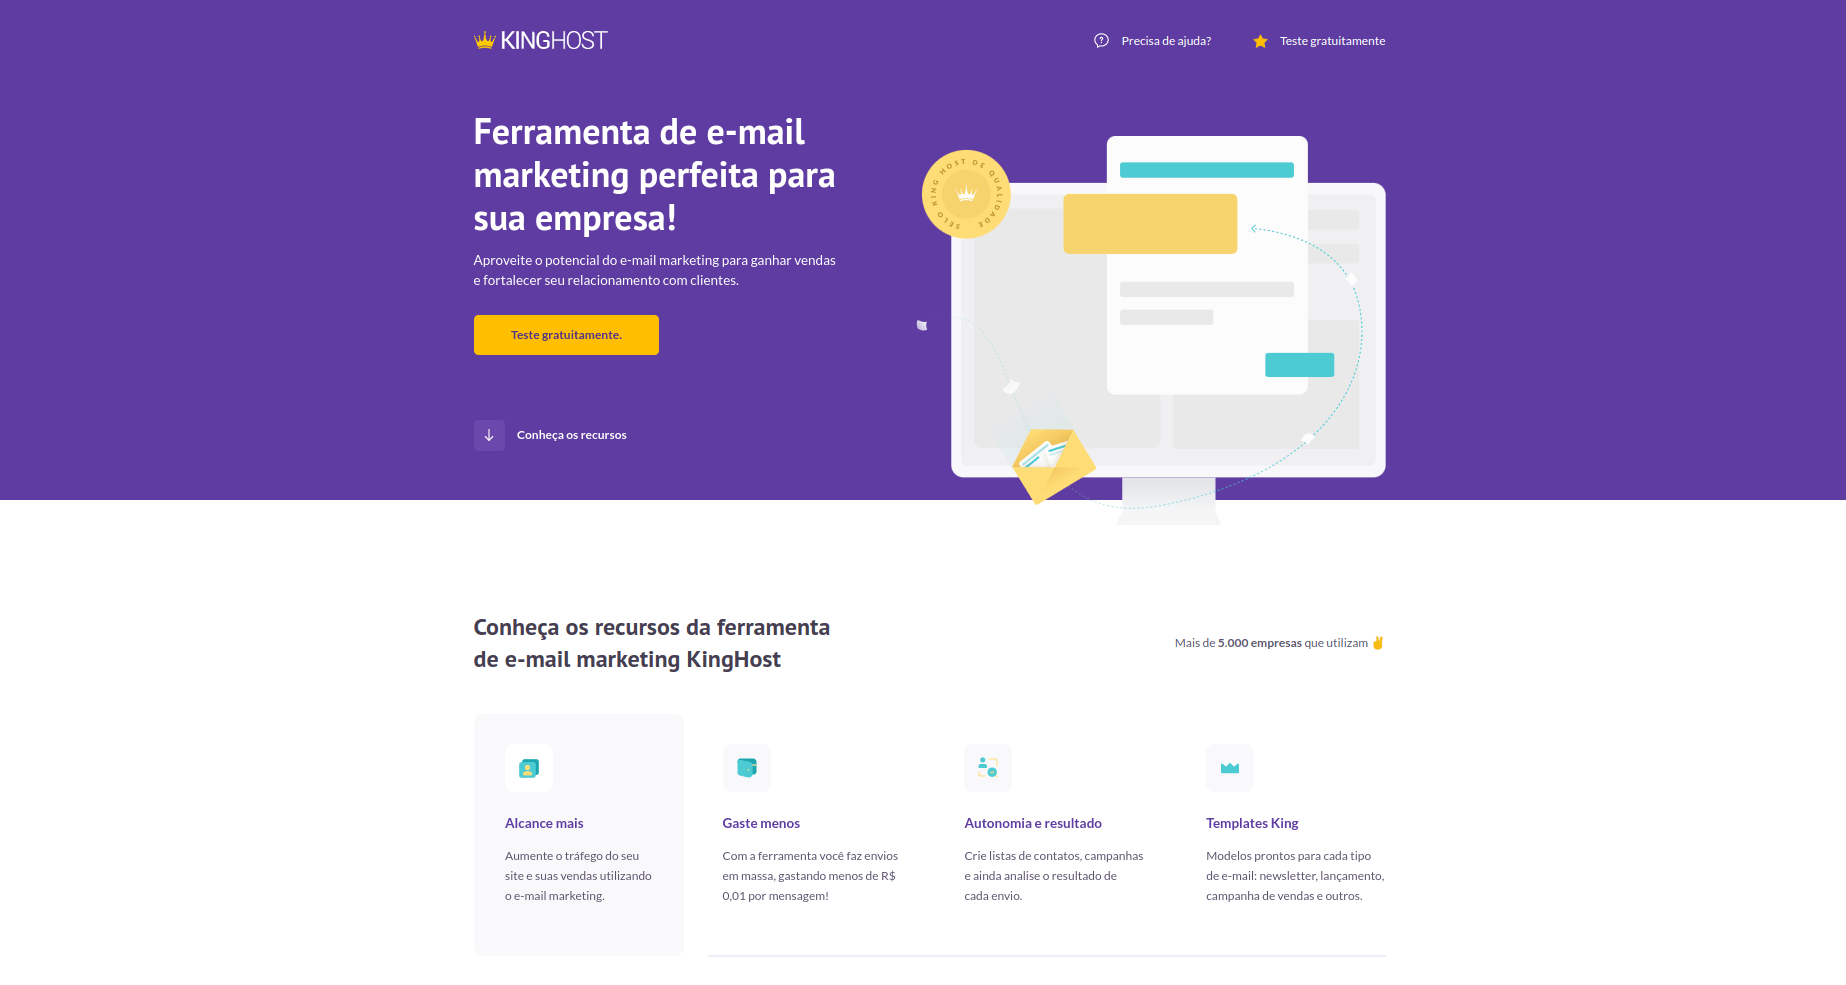 KINGHOST
Precisa de ajuda?
Teste gratuitamente
Ferramenta de e-mail
marketing perfeita para
sua empresa!
Aproveite o potencial do e-mail marketing para ganhar vendas
e fortalecer seu relacionamento com clientes.
Teste gratuitamente.
Conheça os recursos
SELO KING HOST DE QUALIDADE
Conheça os recursos da ferramenta
de e-mail marketing KingHost
Mais de 5.000 empresas que utilizam ✌️
Alcance mais
Aumente o tráfego do seu
site e suas vendas utilizando
o e-mail marketing.
Gaste menos
Com a ferramenta você faz envios
em massa, gastando menos de R$
0,01 por mensagem!
Autonomia e resultado
Crie listas de contatos, campanhas
e ainda analise o resultado de
cada envio.
Templates King
Modelos prontos para cada tipo
de e-mail: newsletter, lançamento,
campanha de vendas e outros.